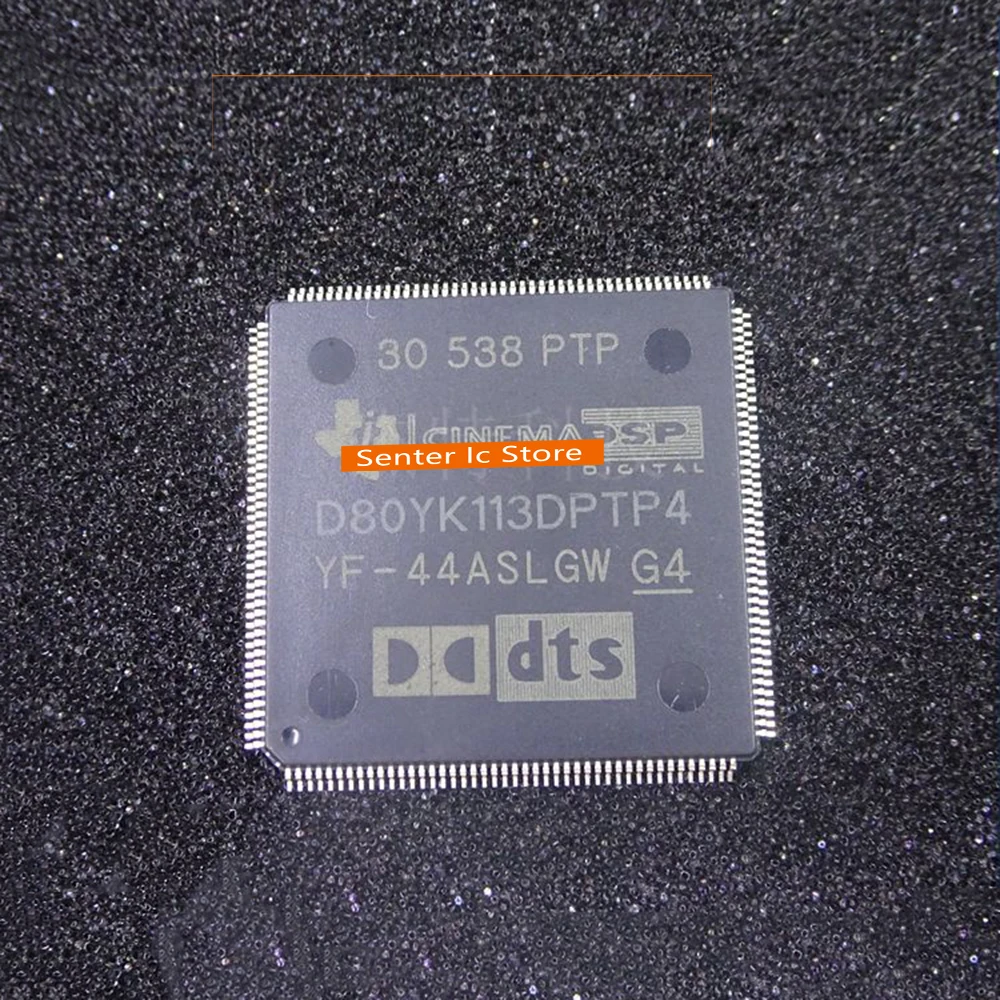 30 538 PTP
CINEMA DSP
DIGITAL
Senter Ic Store
D80YK113DPTP4
YF-44ASLGW G4
dts